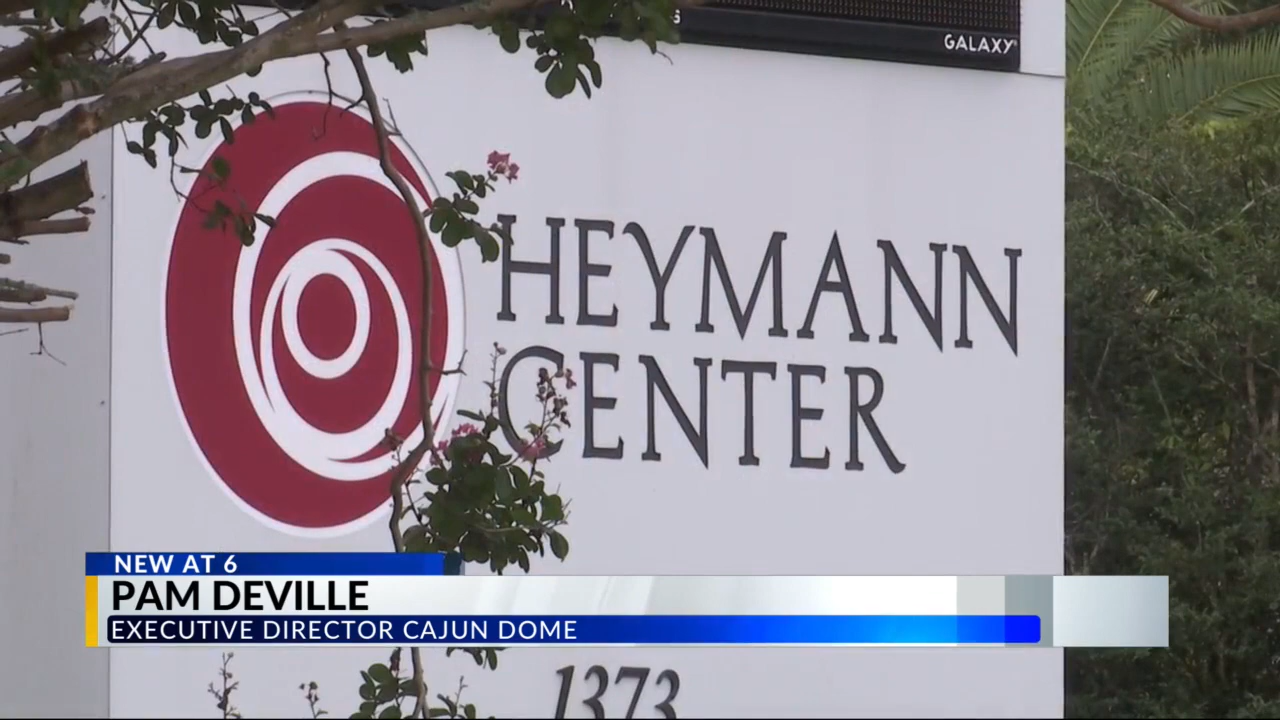 GALAXY
HEYMANN
CENTER
NEW AT 6
PAM DEVILLE
EXECUTIVE DIRECTOR CAJUN DOME
1373